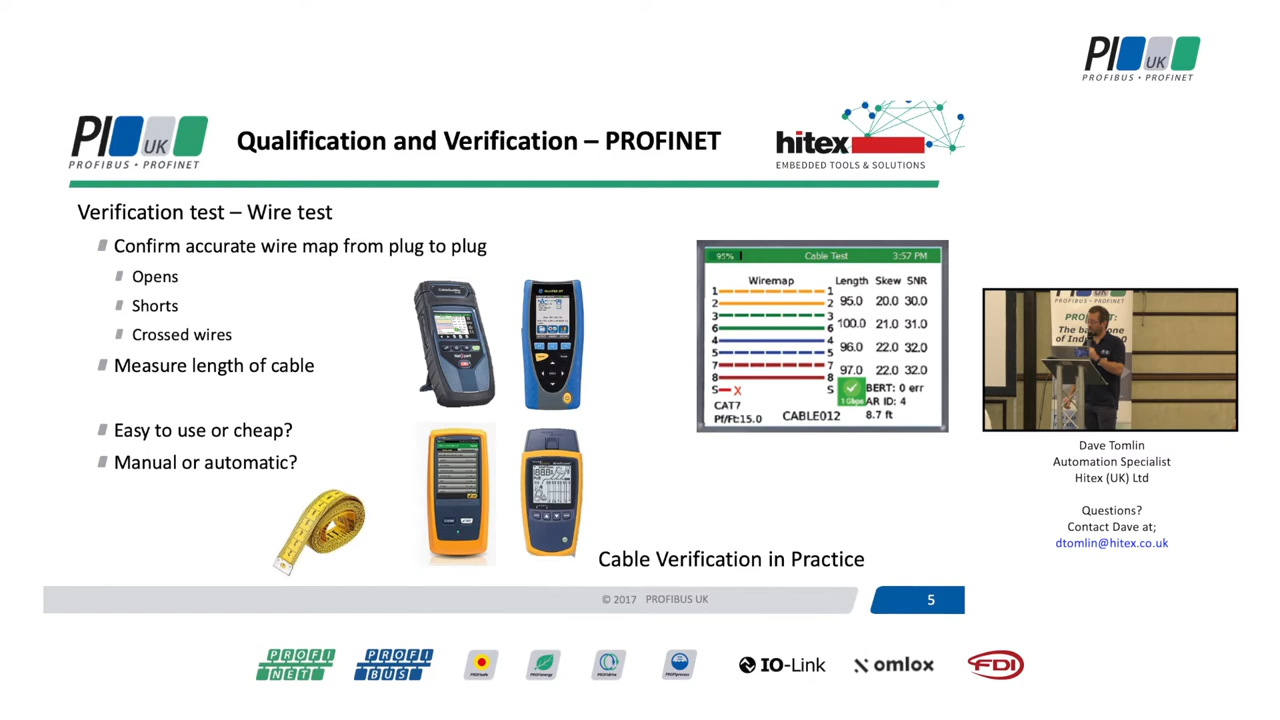 PI UK
PROFIBUS • PROFINET
PI UK
PROFIBUS • PROFINET
Qualification and Verification – PROFINET
hitex
EMBEDDED TOOLS & SOLUTIONS
Verification test – Wire test
Confirm accurate wire map from plug to plug
Opens
Shorts
Crossed wires
Measure length of cable
Easy to use or cheap?
Manual or automatic?
95% Cable Test 3:57 PM
Wiremap Length Skew SNR
1 1
2 2 95.0 20.0 30.0
3 3
6 6 100.0 21.0 31.0
4 4
5 5 96.0 22.0 32.0
7 7
8 8 97.0 22.0 32.0
S X S
1 Gbps
BERT: 0 err
AR ID: 4
8.7 ft
CAT7
Pf/Ft:15.0
CABLE012
Cable Verification in Practice
© 2017 PROFIBUS UK
5
PROFIBUS • PROFINET
Dave Tomlin
Automation Specialist
Hitex (UK) Ltd
Questions?
Contact Dave at;
dtomlin@hitex.co.uk
PROFI
NET
PROFI
BUS
PROFIsafe
PROFIenergy
PROFIdrive
PROFIprocess
IO-Link
omlox
FDI